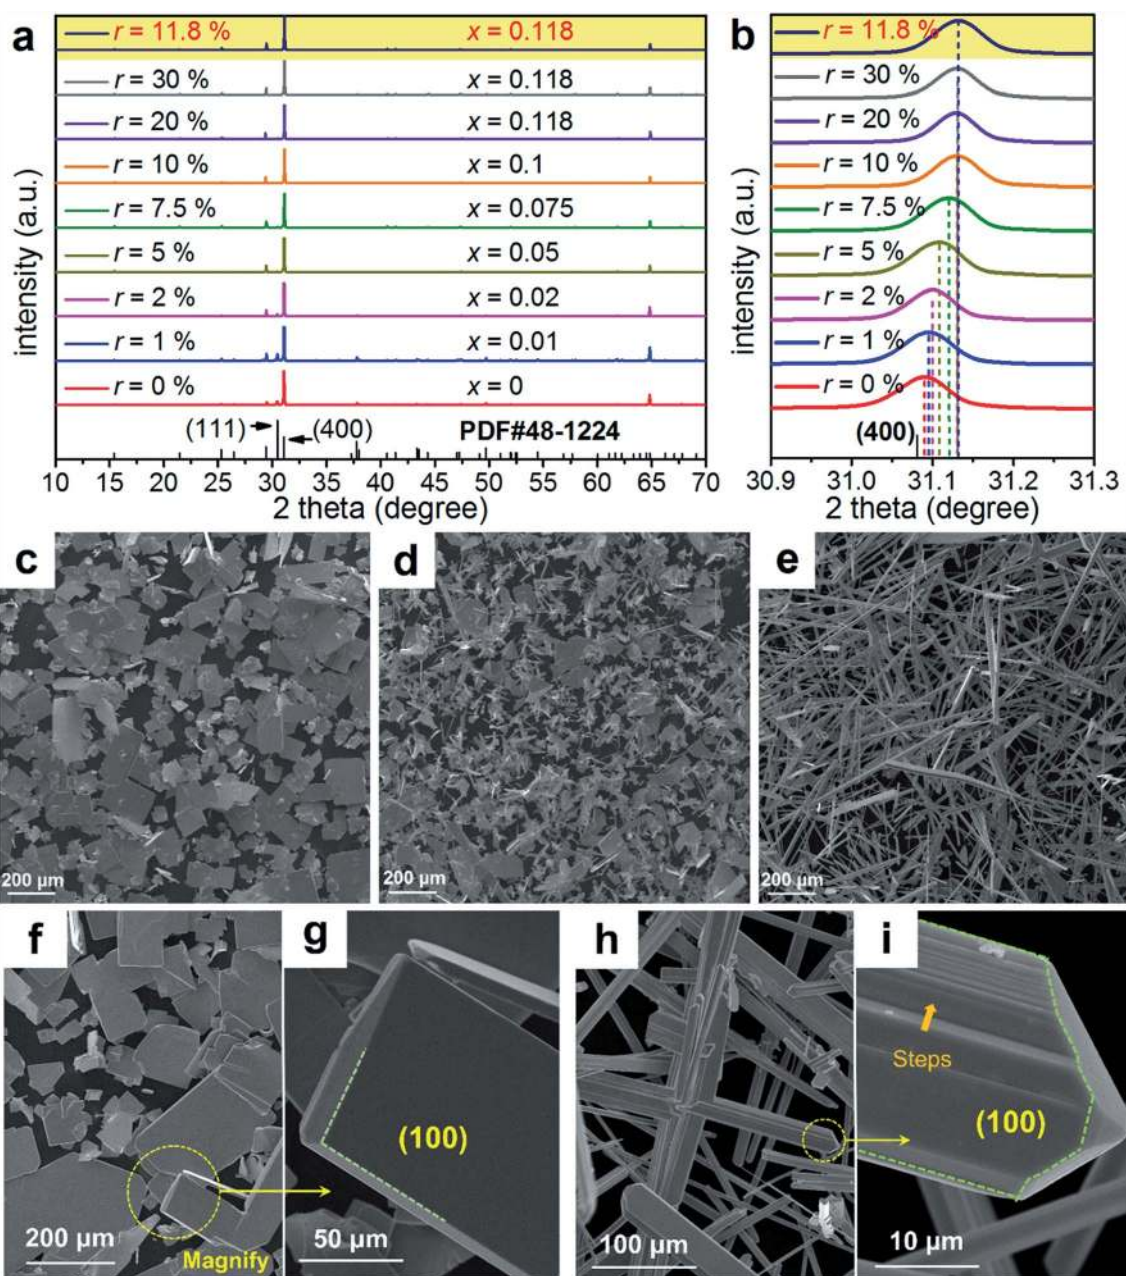 a
r = 11.8 %
x = 0.118
r = 30 %
x = 0.118
r = 20 %
x = 0.118
r = 10 %
x = 0.1
r = 7.5 %
x = 0.075
r = 5 %
x = 0.05
r = 2 %
x = 0.02
r = 1 %
x = 0.01
r = 0 %
x = 0
(111)
(400)
PDF#48-1224
intensity (a.u.)
10 15 20 25 30 35 40 45 50 55 60 65 70
2 theta (degree)
b
r = 11.8 %
r = 30 %
r = 20 %
r = 10 %
r = 7.5 %
r = 5 %
r = 2 %
r = 1 %
r = 0 %
(400)
intensity (a.u.)
30.9 31.0 31.1 31.2 31.3
2 theta (degree)
c
200 μm
d
200 μm
e
200 μm
f
200 μm
Magnify
g
(100)
50 μm
h
100 μm
i
Steps
(100)
10 μm